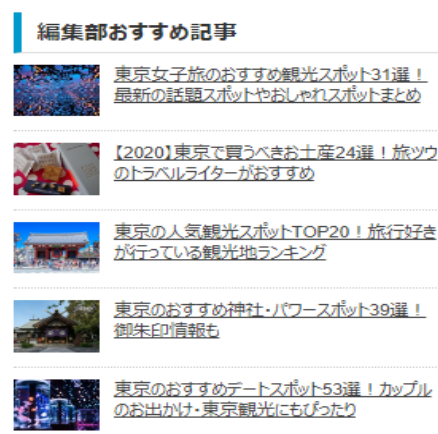 編集部おすすめ記事
東京女子旅のおすすめ観光スポット31選！
最新の話題スポットやおしゃれスポットまとめ
【2020】東京で買うべきお土産24選！旅ツウ
のトラベルライターがおすすめ
東京の人気観光スポットTOP20！旅行好き
が行っている観光地ランキング
東京のおすすめ神社・パワースポット39選！
御朱印情報も
東京のおすすめデートスポット53選！カップル
のお出かけ・東京観光にもぴったり